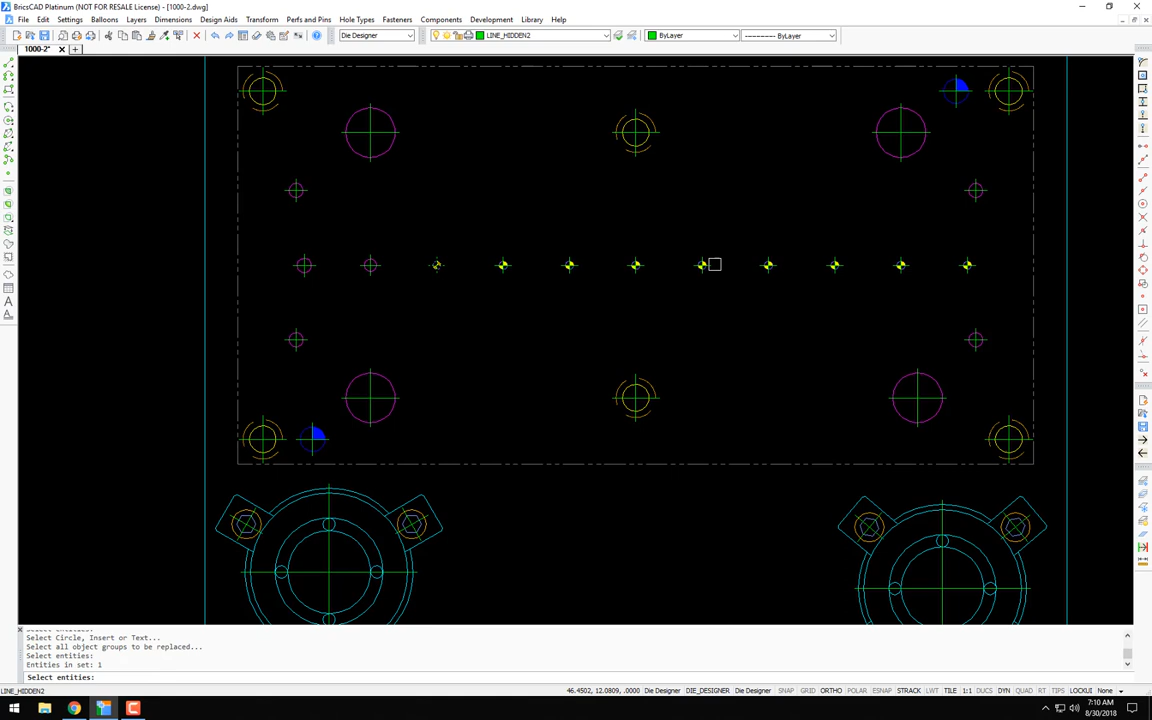 BricsCAD Platinum (NOT FOR RESALE License) - [1000-2.dwg]
File Edit Settings Balloons Layers Dimensions Design Aids Transform Perfs and Pins Hole Types Fasteners Components Development Library Help
Die Designer LINE_HIDDEN2 ByLayer ByLayer
1000-2*
Select Circle, Insert or Text...
Select all object groups to be replaced...
Select entities:
Entities in set: 1
Select entities:
LINE_HIDDEN2 46.4502, 12.0809, .0000 Die Designer DIE_DESIGNER Die Designer SNAP GRID ORTHO POLAR ESNAP STRACK LWT 1:1 DUCS DYN QUAD RT TIPS LOCKUI None
7:10 AM
8/30/2018